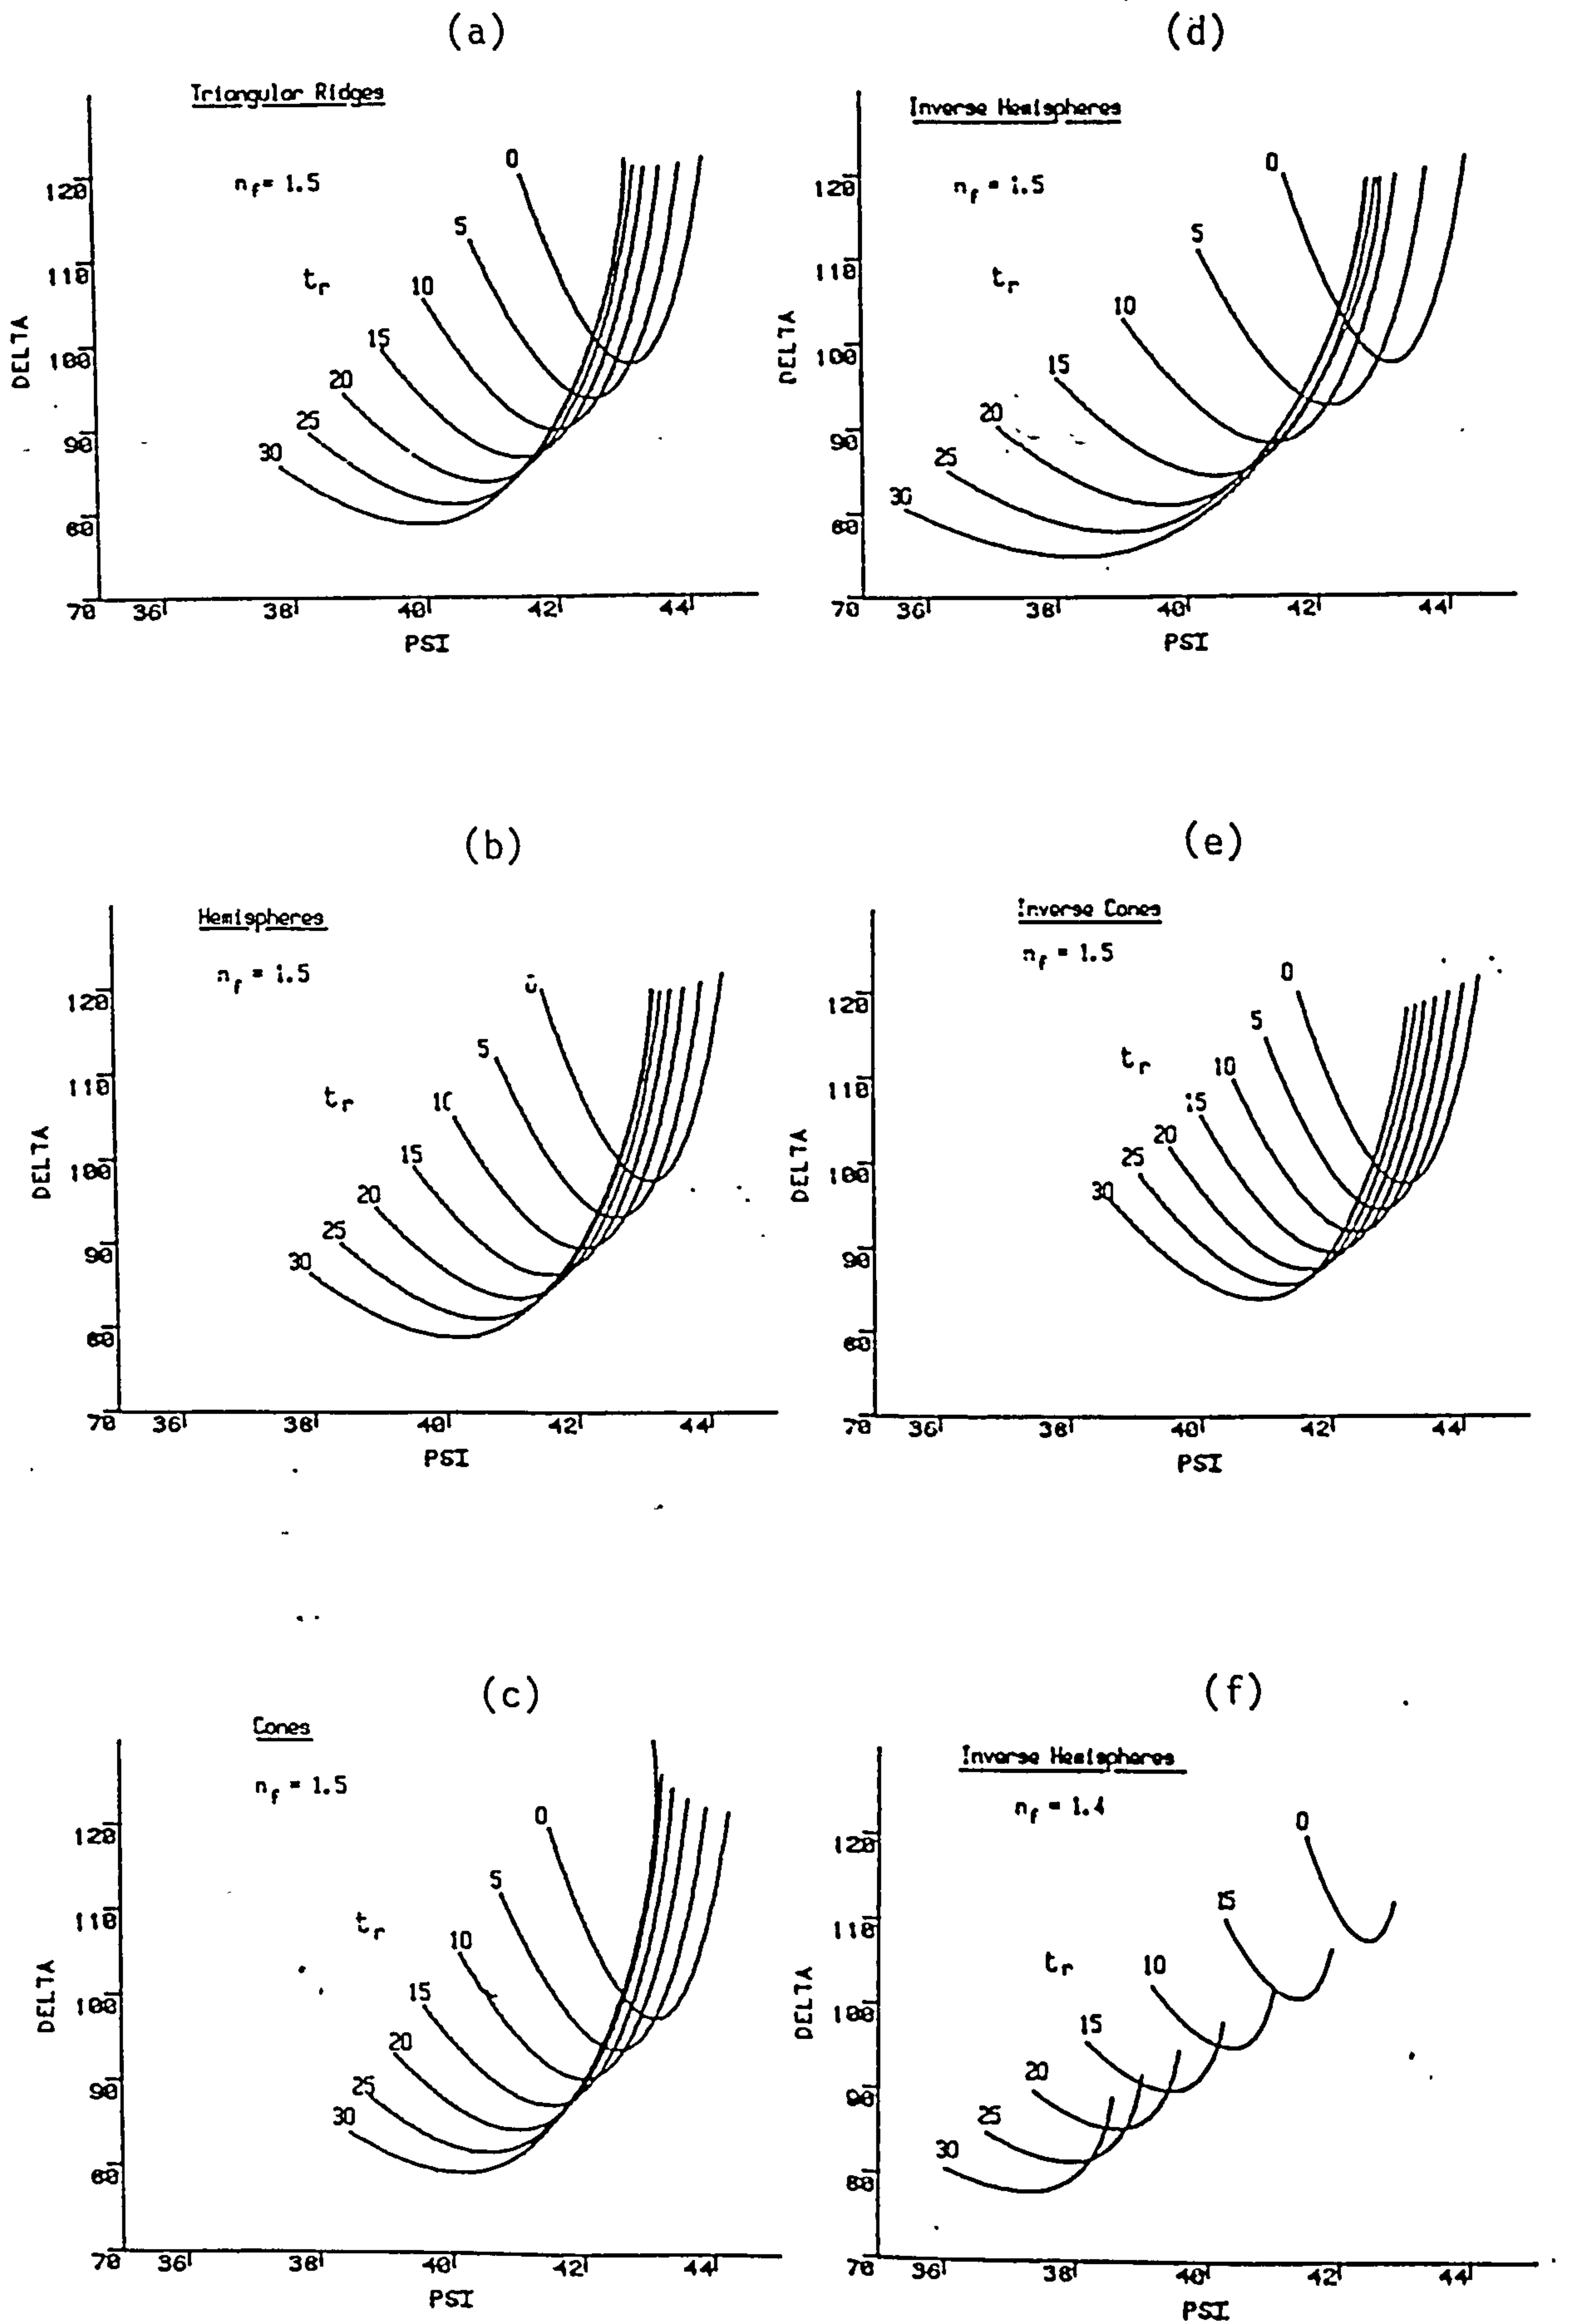 (a)
Triangular Ridges
n_f = 1.5
t_r
0
5
10
15
20
25
30
120
110
100
90
80
70
36
38
40
42
44
DELTA
PSI
(d)
Inverse Hemispheres
n_f = 1.5
t_r
0
5
10
15
20
25
30
120
110
100
90
80
70
36
38
40
42
44
DELTA
PSI
(b)
Hemispheres
n_f = 1.5
t_r
0
5
10
15
20
25
30
120
110
100
90
80
70
36
38
40
42
44
DELTA
PSI
(e)
Inverse Cones
n_f = 1.5
t_r
0
5
10
15
20
25
30
120
110
100
90
80
70
36
38
40
42
44
DELTA
PSI
(c)
Cones
n_f = 1.5
t_r
0
5
10
15
20
25
30
120
110
100
90
80
70
36
38
40
42
44
DELTA
PSI
(f)
Inverse Hemispheres
n_f = 1.4
t_r
0
10
15
20
25
30
120
110
100
90
80
70
36
38
40
42
44
DELTA
PSI